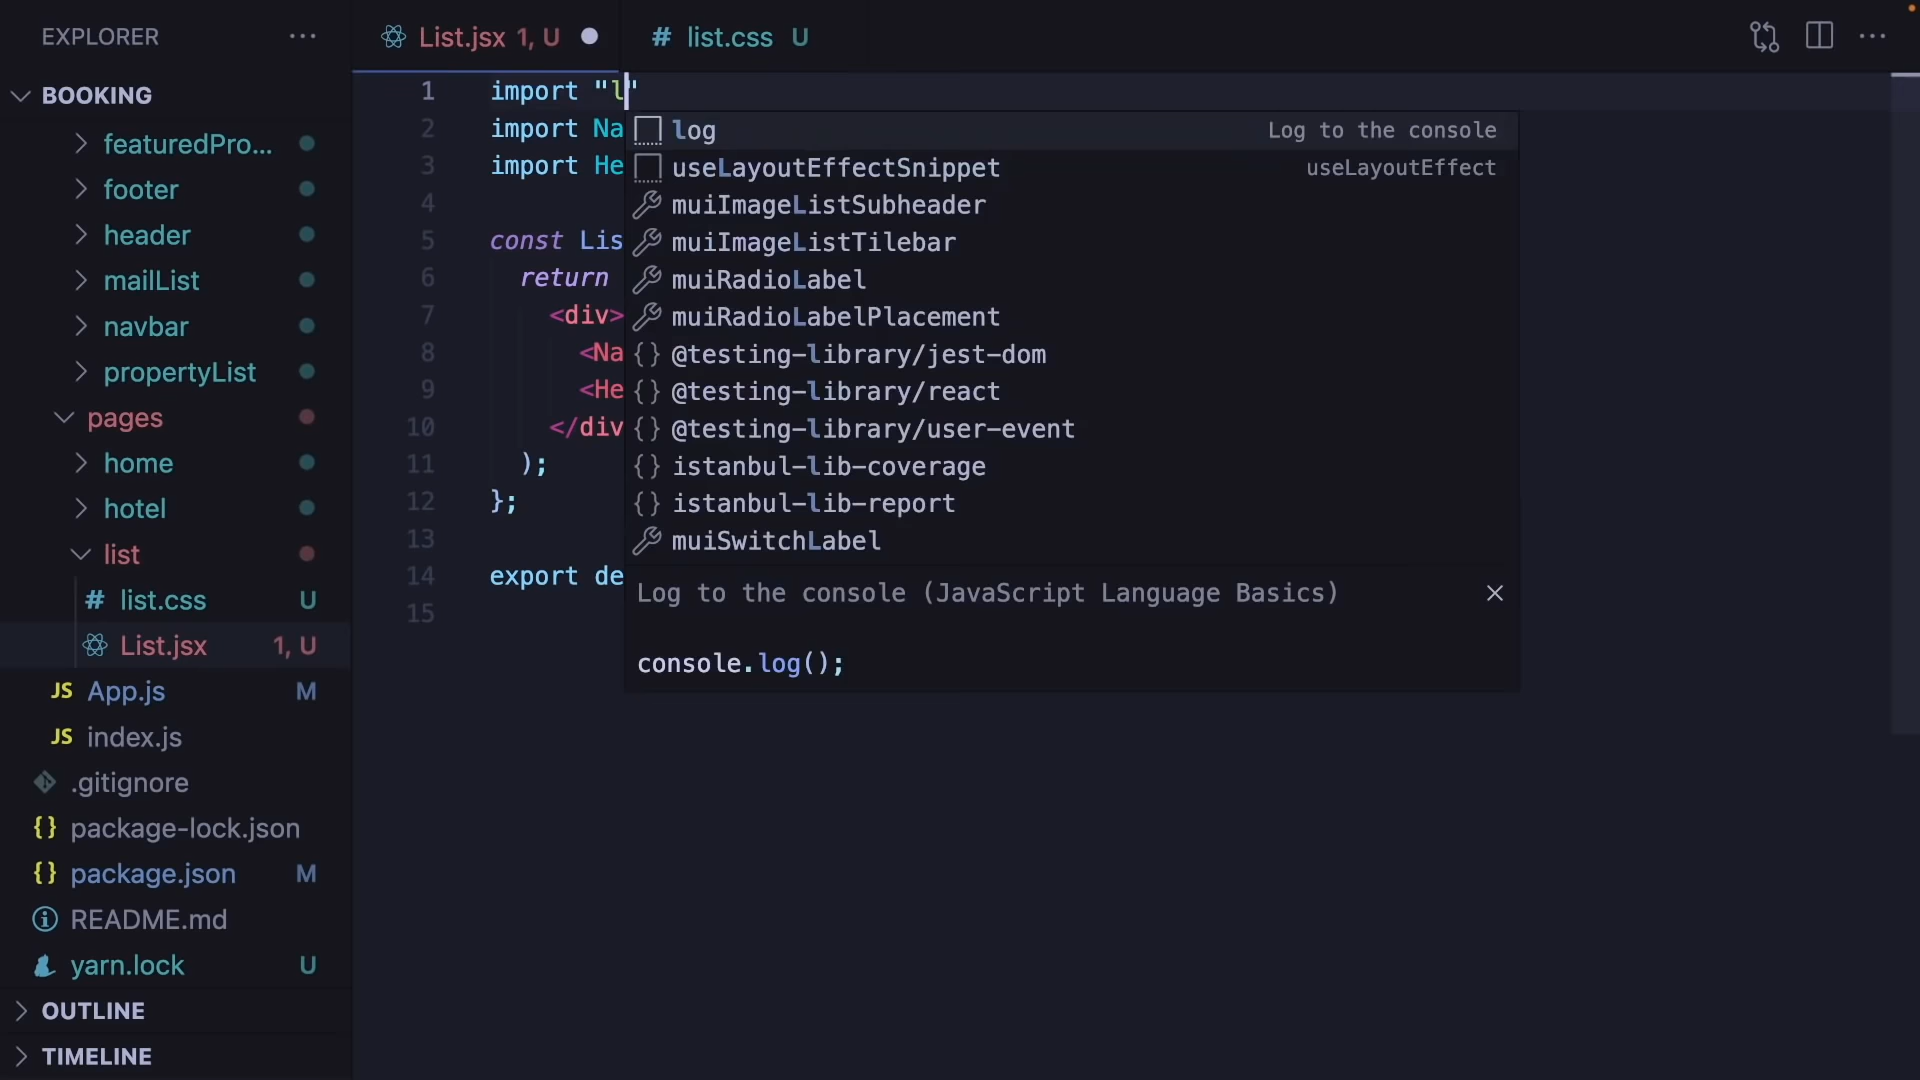 EXPLORER
BOOKING
featuredPro...
footer
header
mailList
navbar
propertyList
pages
home
hotel
list
list.css U
List.jsx 1, U
App.js M
index.js
.gitignore
package-lock.json
package.json M
README.md
yarn.lock U
OUTLINE
TIMELINE
List.jsx 1, U
list.css U
1 import "l"
2 import Na
3 import He
4
5 const Lis
6 return
7 <div>
8 <Na
9 <He
10 </div
11 );
12 };
13
14 export de
15
log Log to the console
useLayoutEffectSnippet useLayoutEffect
muiImageListSubheader
muiImageListTilebar
muiRadioLabel
muiRadioLabelPlacement
@testing-library/jest-dom
@testing-library/react
@testing-library/user-event
istanbul-lib-coverage
istanbul-lib-report
muiSwitchLabel
Log to the console (JavaScript Language Basics)
console.log();